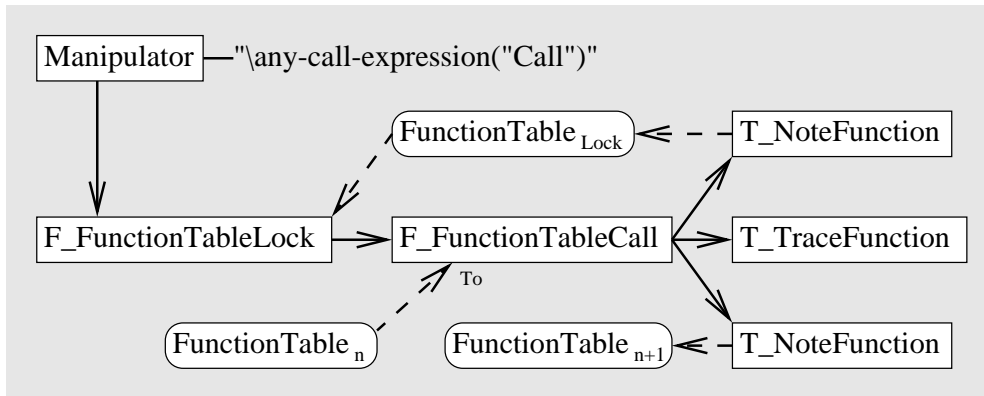 Manipulator "\any-call-expression("Call")"
FunctionTable Lock T_NoteFunction
F_FunctionTableLock F_FunctionTableCall T_TraceFunction
To
FunctionTable n FunctionTable n+1 T_NoteFunction